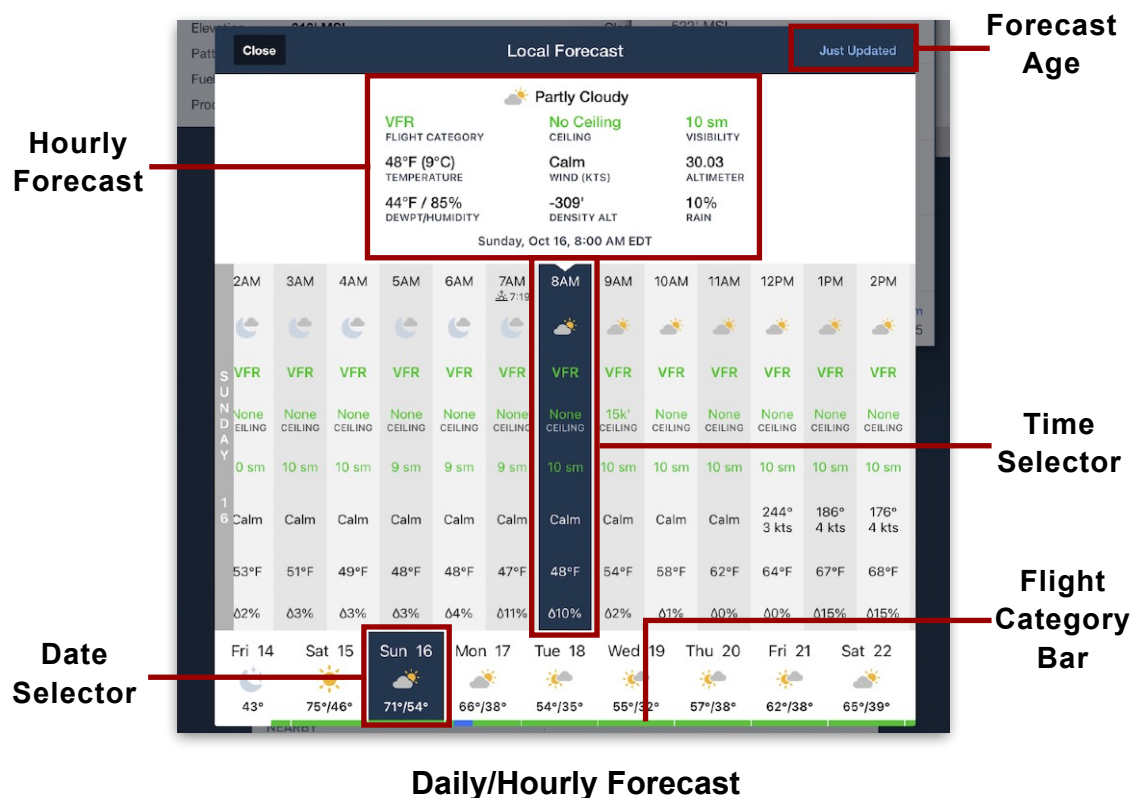 Forecast
Age
Hourly
Forecast
Time
Selector
Flight
Category
Bar
Date
Selector
Close Local Forecast Just Updated
Partly Cloudy
VFR No Ceiling 10 sm
FLIGHT CATEGORY CEILING VISIBILITY
48°F (9°C) Calm 30.03
TEMPERATURE WIND (KTS) ALTIMETER
44°F / 85% -309' 10%
DEWPT/HUMIDITY DENSITY ALT RAIN
Sunday, Oct 16, 8:00 AM EDT
2AM 3AM 4AM 5AM 6AM 7AM 8AM 9AM 10AM 11AM 12PM 1PM 2PM
7:19
SUNDAY 16
VFR VFR VFR VFR VFR VFR VFR VFR VFR VFR VFR VFR VFR
None None None None None None None 15k' None None None None None
EILING CEILING CEILING CEILING CEILING CEILING CEILING CEILING CEILING CEILING CEILING CEILING CEILING
0 sm 10 sm 10 sm 9 sm 9 sm 9 sm 10 sm 10 sm 10 sm 10 sm 10 sm 10 sm 10 sm
Calm Calm Calm Calm Calm Calm Calm Calm Calm Calm 244° 186° 176°
3 kts 4 kts 4 kts
53°F 51°F 49°F 48°F 48°F 47°F 48°F 54°F 58°F 62°F 64°F 67°F 68°F
2% 3% 3% 3% 4% 11% 10% 2% 1% 0% 0% 15% 15%
Fri 14 Sat 15 Sun 16 Mon 17 Tue 18 Wed 19 Thu 20 Fri 21 Sat 22
43° 75°/46° 71°/54° 66°/38° 54°/35° 55°/32° 57°/38° 62°/38° 65°/39°
NEARBY
Daily/Hourly Forecast